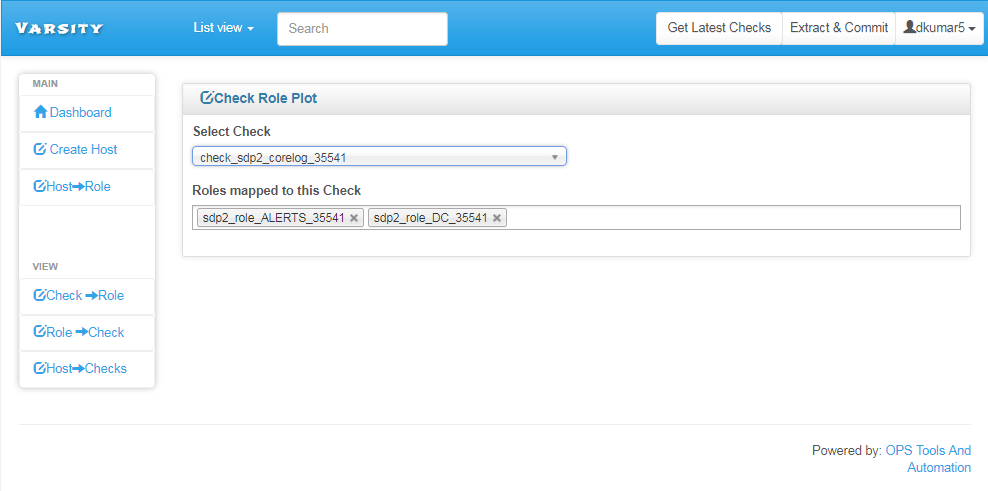 VARSITY
List view
Search
Get Latest Checks
Extract & Commit
dkumar5
MAIN
Dashboard
Create Host
Host Role
VIEW
Check Role
Role Check
Host Checks
Check Role Plot
Select Check
check_sdp2_corelog_35541
Roles mapped to this Check
sdp2_role_ALERTS_35541 × sdp2_role_DC_35541 ×
Powered by: OPS Tools And
Automation